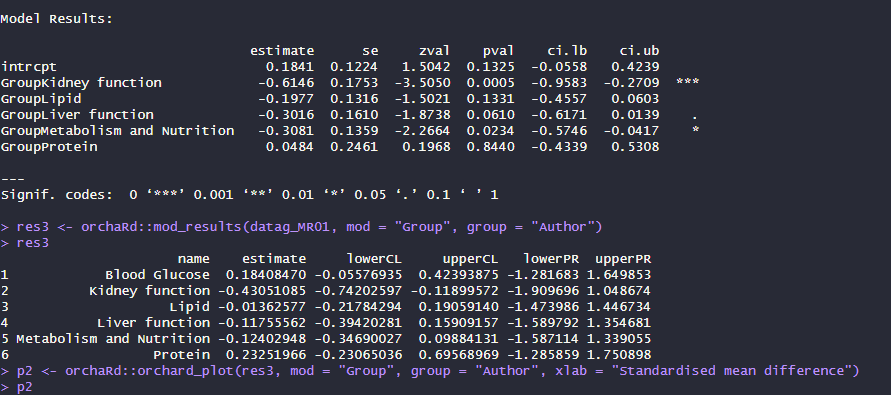 Model Results:
estimate se zval pval ci.lb ci.ub
intrcpt 0.1841 0.1224 1.5042 0.1325 -0.0558 0.4239
GroupKidney function -0.6146 0.1753 -3.5050 0.0005 -0.9583 -0.2709 ***
GroupLipid -0.1977 0.1316 -1.5021 0.1331 -0.4557 0.0603
GroupLiver function -0.3016 0.1610 -1.8738 0.0610 -0.6171 0.0139 .
GroupMetabolism and Nutrition -0.3081 0.1359 -2.2664 0.0234 -0.5746 -0.0417 *
GroupProtein 0.0484 0.2461 0.1968 0.8440 -0.4339 0.5308
---
Signif. codes: 0 ‘***’ 0.001 ‘**’ 0.01 ‘*’ 0.05 ‘.’ 0.1 ‘ ’ 1
> res3 <- orchaRd::mod_results(datag_MRO1, mod = "Group", group = "Author")
> res3
name estimate lowerCL upperCL lowerPR upperPR
1 Blood Glucose 0.18408470 -0.05576935 0.42393875 -1.281683 1.649853
2 Kidney function -0.43051085 -0.74202597 -0.11899572 -1.909696 1.048674
3 Lipid -0.01362577 -0.21784294 0.19059140 -1.473986 1.446734
4 Liver function -0.11755562 -0.39420281 0.15909157 -1.589792 1.354681
5 Metabolism and Nutrition -0.12402948 -0.34690027 0.09884131 -1.587114 1.339055
6 Protein 0.23251966 -0.23065036 0.69568969 -1.285859 1.750898
> p2 <- orchaRd::orchard_plot(res3, mod = "Group", group = "Author", xlab = "Standardised mean difference")
> p2